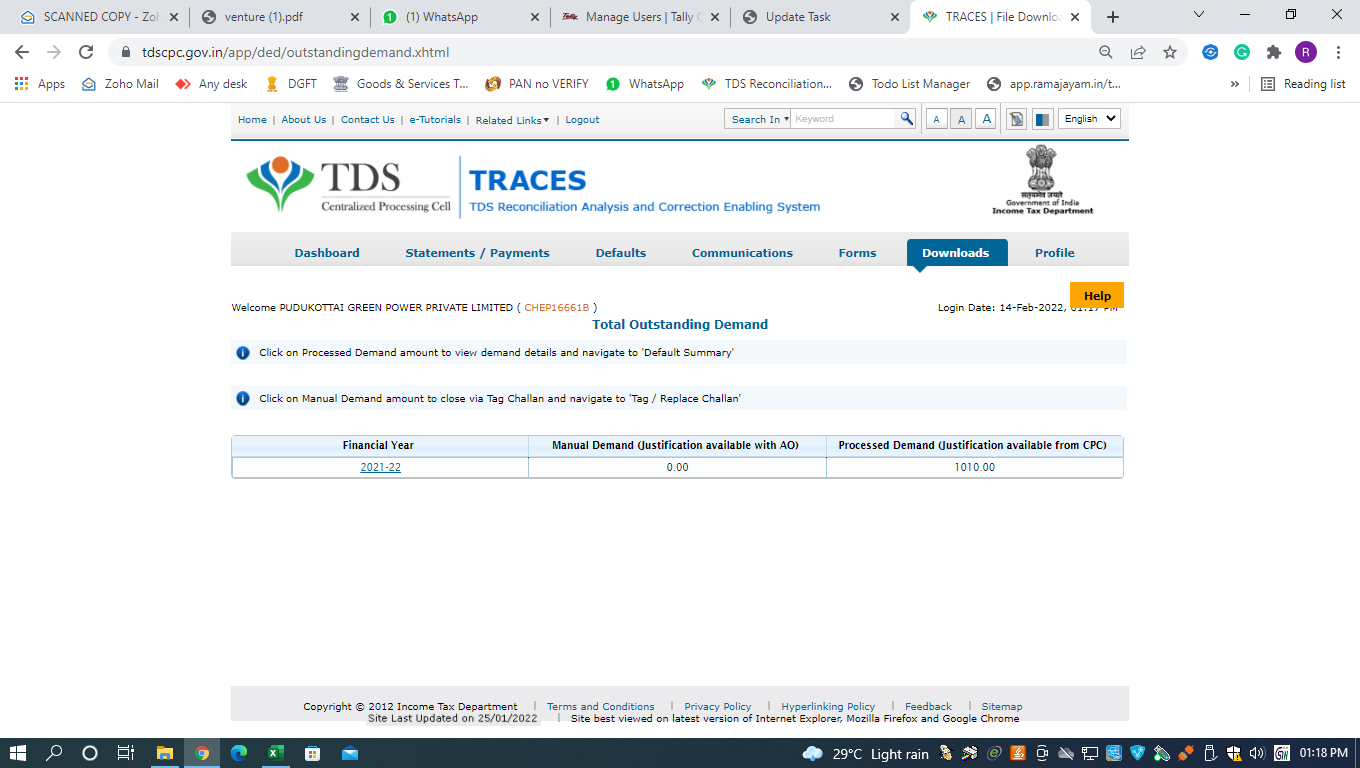 SCANNED COPY - Zoh
venture (1).pdf
(1) WhatsApp
Manage Users | Tally
Update Task
TRACES | File Downloa
tdscpc.gov.in/app/ded/outstandingdemand.xhtml
R
Apps
Zoho Mail
Any desk
DGFT
Goods & Services T...
PAN no VERIFY
WhatsApp
TDS Reconciliation...
Todo List Manager
app.ramajayam.in/t...
»
Reading list
Home | About Us | Contact Us | e-Tutorials | Related Links | Logout
Search In
Keyword
A A A
English
TDS
Centralized Processing Cell
TRACES
TDS Reconciliation Analysis and Correction Enabling System
सत्यमेव जयते
Government of India
Income Tax Department
Dashboard
Statements / Payments
Defaults
Communications
Forms
Downloads
Profile
Help
Welcome PUDUKOTTAI GREEN POWER PRIVATE LIMITED ( CHEP16661B )
Login Date: 14-Feb-2022, 01:17 PM
Total Outstanding Demand
Click on Processed Demand amount to view demand details and navigate to 'Default Summary'
Click on Manual Demand amount to close via Tag Challan and navigate to 'Tag / Replace Challan'
Financial Year
Manual Demand (Justification available with AO)
Processed Demand (Justification available from CPC)
2021-22
0.00
1010.00
Copyright © 2012 Income Tax Department | Terms and Conditions | Privacy Policy | Hyperlinking Policy | Feedback | Sitemap
Site Last Updated on 25/01/2022 | Site best viewed on latest version of Internet Explorer, Mozilla Firefox and Google Chrome
29°C Light rain
01:18 PM